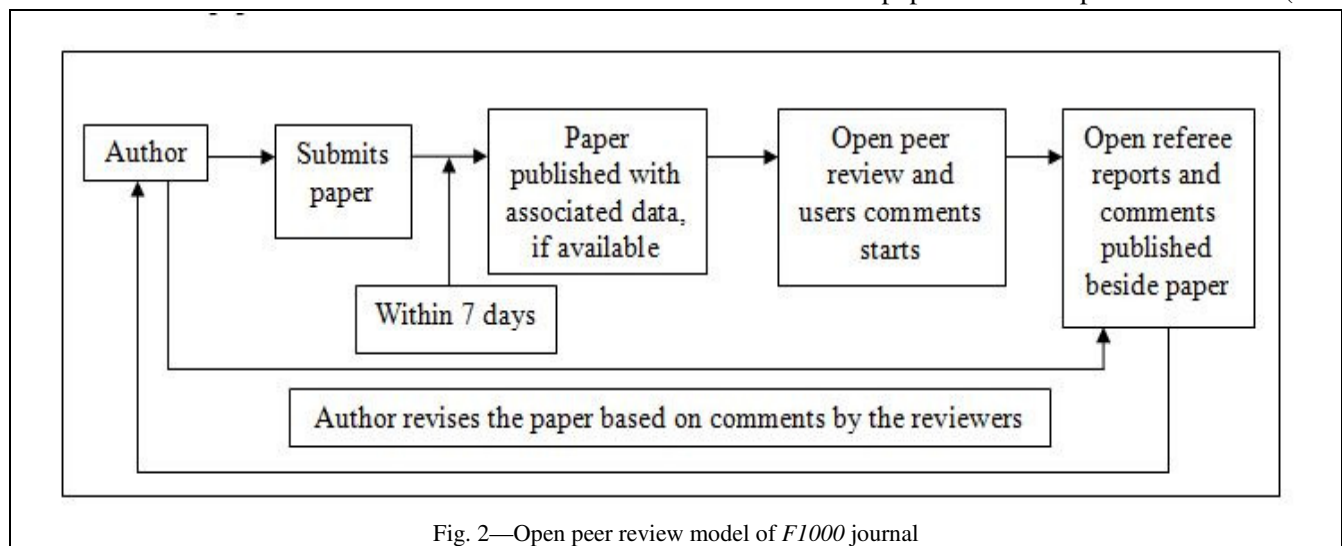 Author
Submits
paper
Paper
published with
associated data,
if available
Open peer
review and
users comments
starts
Open referee
reports and
comments
published
beside paper
Within 7 days
Author revises the paper based on comments by the reviewers
Fig. 2—Open peer review model of F1000 journal